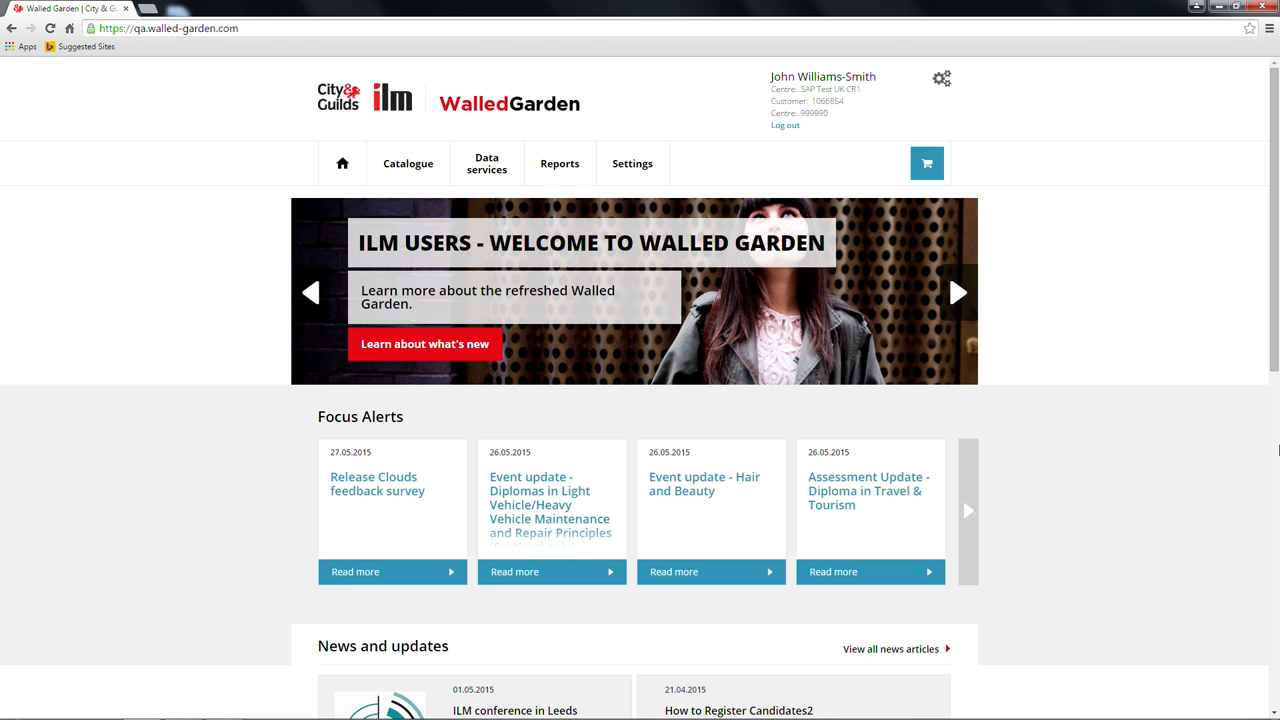 Walled Garden | City & G
https://qa.walled-garden.com
Apps
Suggested Sites
City&
Guilds
ilm
WalledGarden
John Williams-Smith
Centre: SAP Test UK CR1
Customer: 1066854
Centre: 999990
Log out
Catalogue
Data
services
Reports
Settings
ILM USERS - WELCOME TO WALLED GARDEN
Learn more about the refreshed Walled
Garden.
Learn about what's new
Focus Alerts
27.05.2015
Release Clouds
feedback survey
Read more
26.05.2015
Event update -
Diplomas in Light
Vehicle/Heavy
Vehicle Maintenance
and Repair Principles
Read more
26.05.2015
Event update - Hair
and Beauty
Read more
26.05.2015
Assessment Update -
Diploma in Travel &
Tourism
Read more
News and updates
View all news articles
01.05.2015
ILM conference in Leeds
21.04.2015
How to Register Candidates2